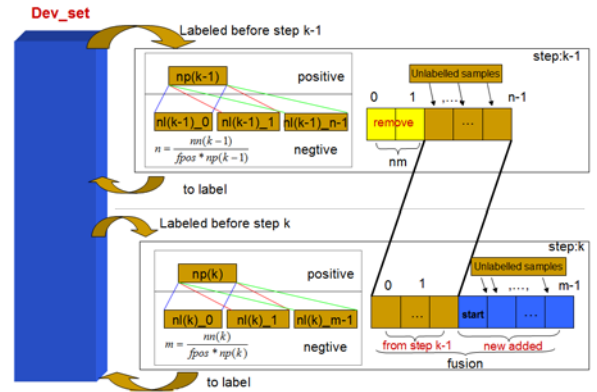 Dev_set
Labeled before step k-1
step:k-1
np(k-1)
positive
nl(k-1)_0 nl(k-1)_1 nl(k-1)_n-1
n = nn(k−1) / fpos * np(k−1)
negtive
Unlabelled samples
0 1 ,..., n-1
remove ...
nm
to label
Labeled before step k
step:k
np(k)
positive
nl(k)_0 nl(k)_1 nl(k)_m-1
m = nn(k) / fpos * np(k)
negtive
Unlabelled samples
0 1 ,..., m-1
... start ...
from step k-1 new added
fusion
to label